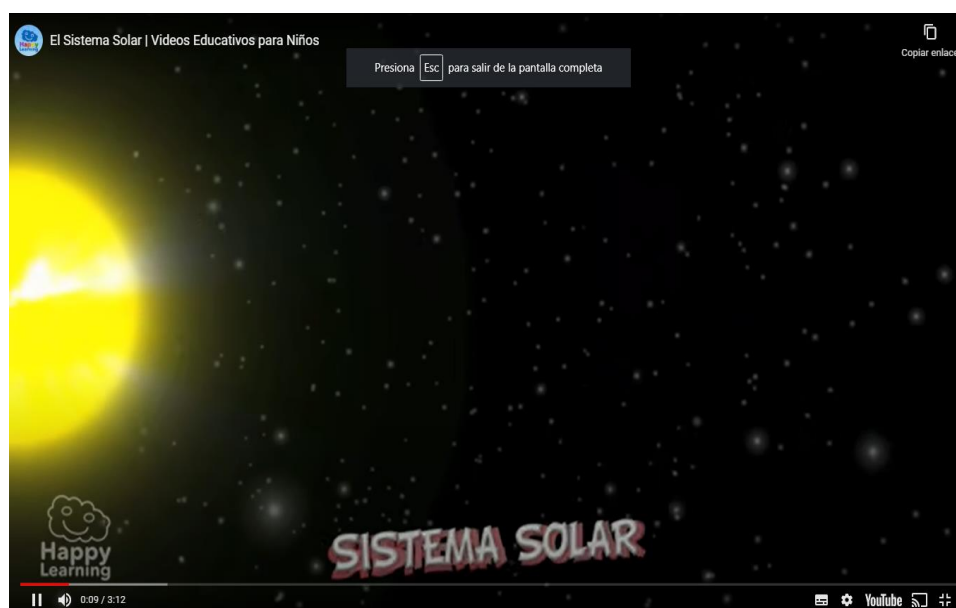 El Sistema Solar | Videos Educativos para Niños
Copiar enlace
Presiona Esc para salir de la pantalla completa
Happy
Learning
SISTEMA SOLAR
0:09 / 3:12
YouTube